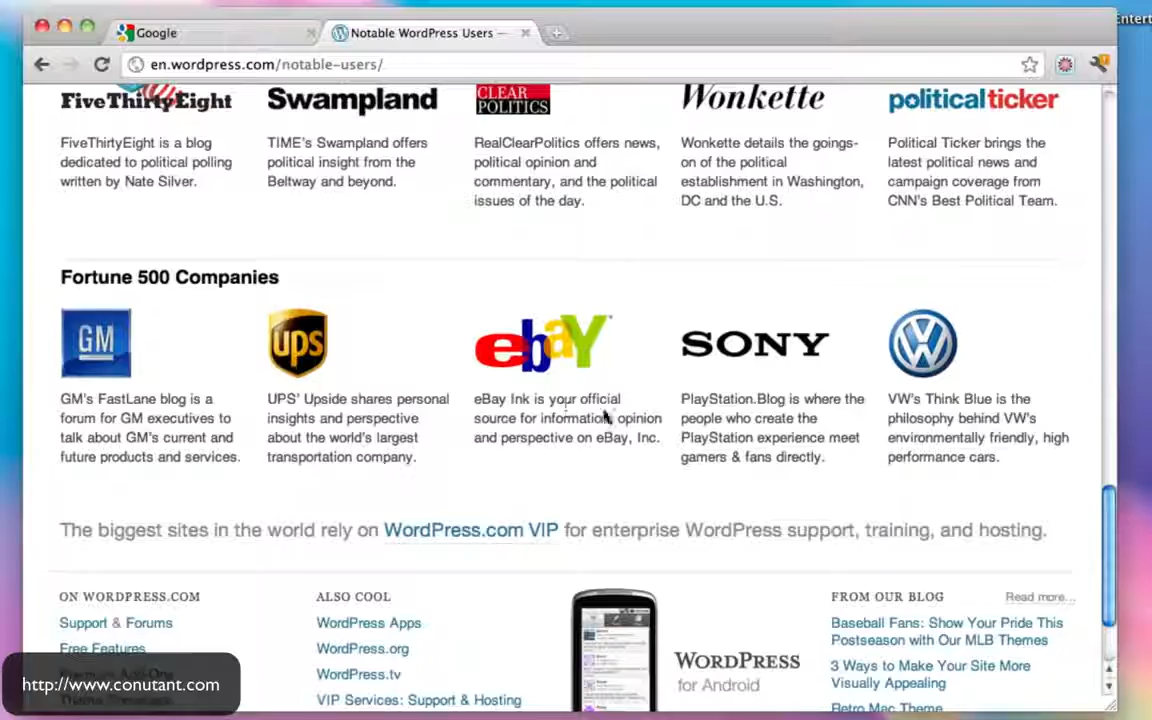 Entert
Google
Notable WordPress Users —
en.wordpress.com/notable-users/
FiveThirtyEight
Swampland
CLEAR
POLITICS
Wonkette
politicalticker
FiveThirtyEight is a blog
dedicated to political polling
written by Nate Silver.
TIME's Swampland offers
political insight from the
Beltway and beyond.
RealClearPolitics offers news,
political opinion and
commentary, and the political
issues of the day.
Wonkette details the goings-
on of the political
establishment in Washington,
DC and the U.S.
Political Ticker brings the
latest political news and
campaign coverage from
CNN's Best Political Team.
Fortune 500 Companies
GM
ups
ebaY
SONY
VW
GM's FastLane blog is a
forum for GM executives to
talk about GM's current and
future products and services.
UPS' Upside shares personal
insights and perspective
about the world's largest
transportation company.
eBay Ink is your official
source for information, opinion
and perspective on eBay, Inc.
PlayStation.Blog is where the
people who create the
PlayStation experience meet
gamers & fans directly.
VW's Think Blue is the
philosophy behind VW's
environmentally friendly, high
performance cars.
The biggest sites in the world rely on WordPress.com VIP for enterprise WordPress support, training, and hosting.
ON WORDPRESS.COM
Support & Forums
Free Features
ALSO COOL
WordPress Apps
WordPress.org
WordPress.tv
VIP Services: Support & Hosting
WORDPRESS
for Android
FROM OUR BLOG
Read more...
Baseball Fans: Show Your Pride This
Postseason with Our MLB Themes
3 Ways to Make Your Site More
Visually Appealing
Retro Mac Theme
http://www.conutant.com